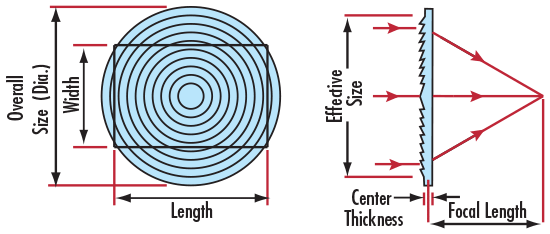 Overall
Size (Dia.)
Width
Length
Effective
Size
Center
Thickness
Focal Length